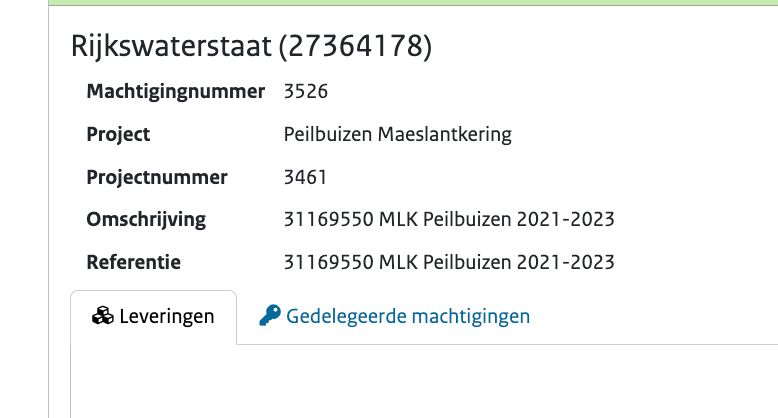 Rijkswaterstaat (27364178)
Machtigingnummer 3526
Project Peilbuizen Maeslantkering
Projectnummer 3461
Omschrijving 31169550 MLK Peilbuizen 2021-2023
Referentie 31169550 MLK Peilbuizen 2021-2023
Leveringen Gedelegeerde machtigingen